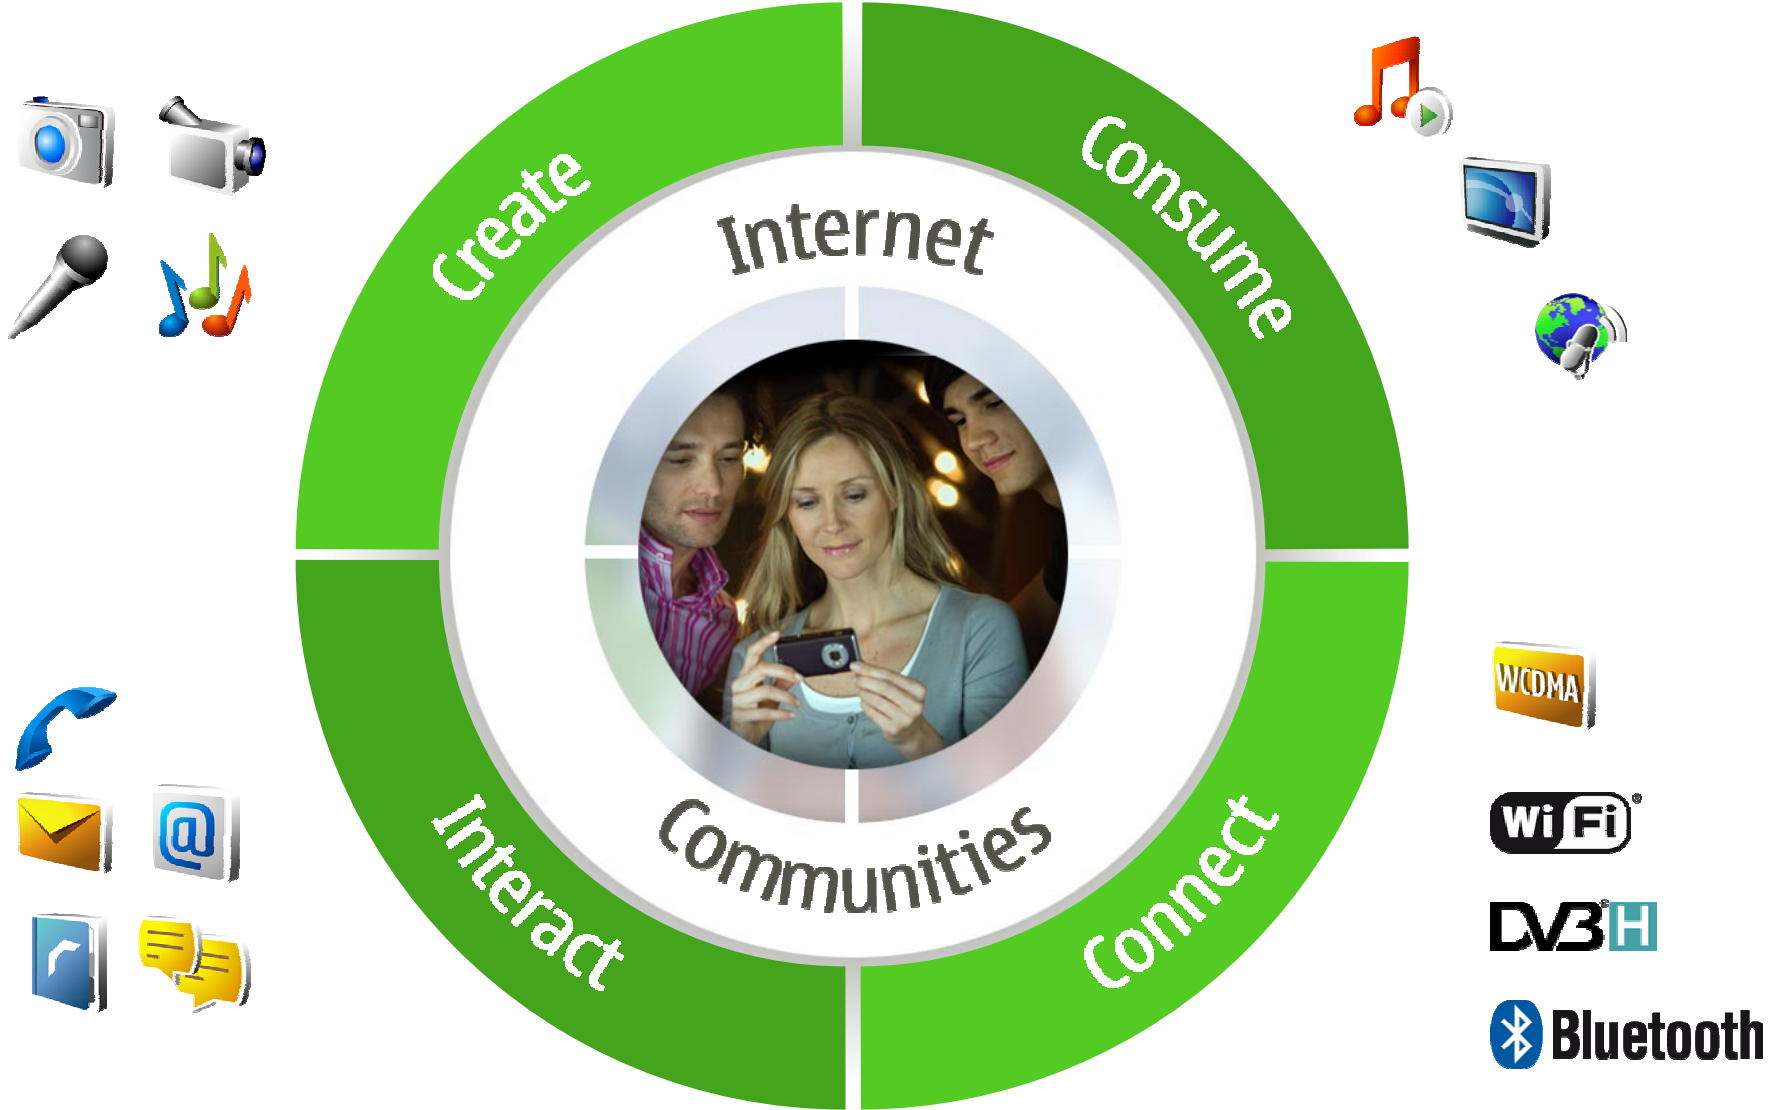 Create
Consume
Internet
Communities
Interact
Connect
@
WCDMA
Wi Fi®
DVB®H
Bluetooth